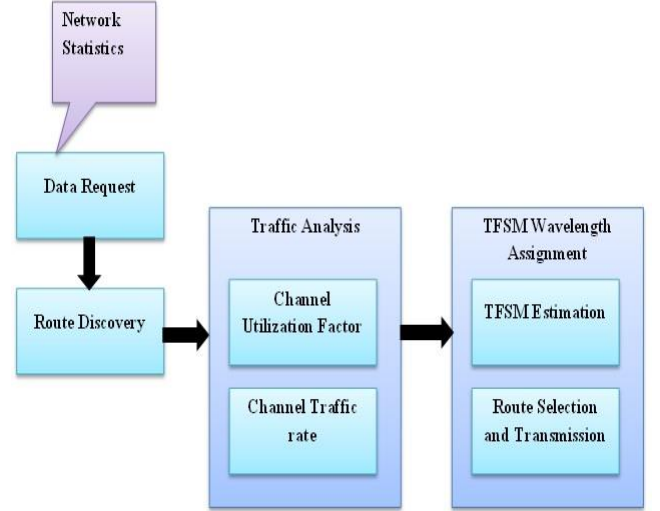 Network
Statistics
Data Request
Route Discovery
Traffic Analysis
Channel
Utilization Factor
Channel Traffic
rate
TFSM Wavelength
Assignment
TFSM Estimation
Route Selection
and Transmission